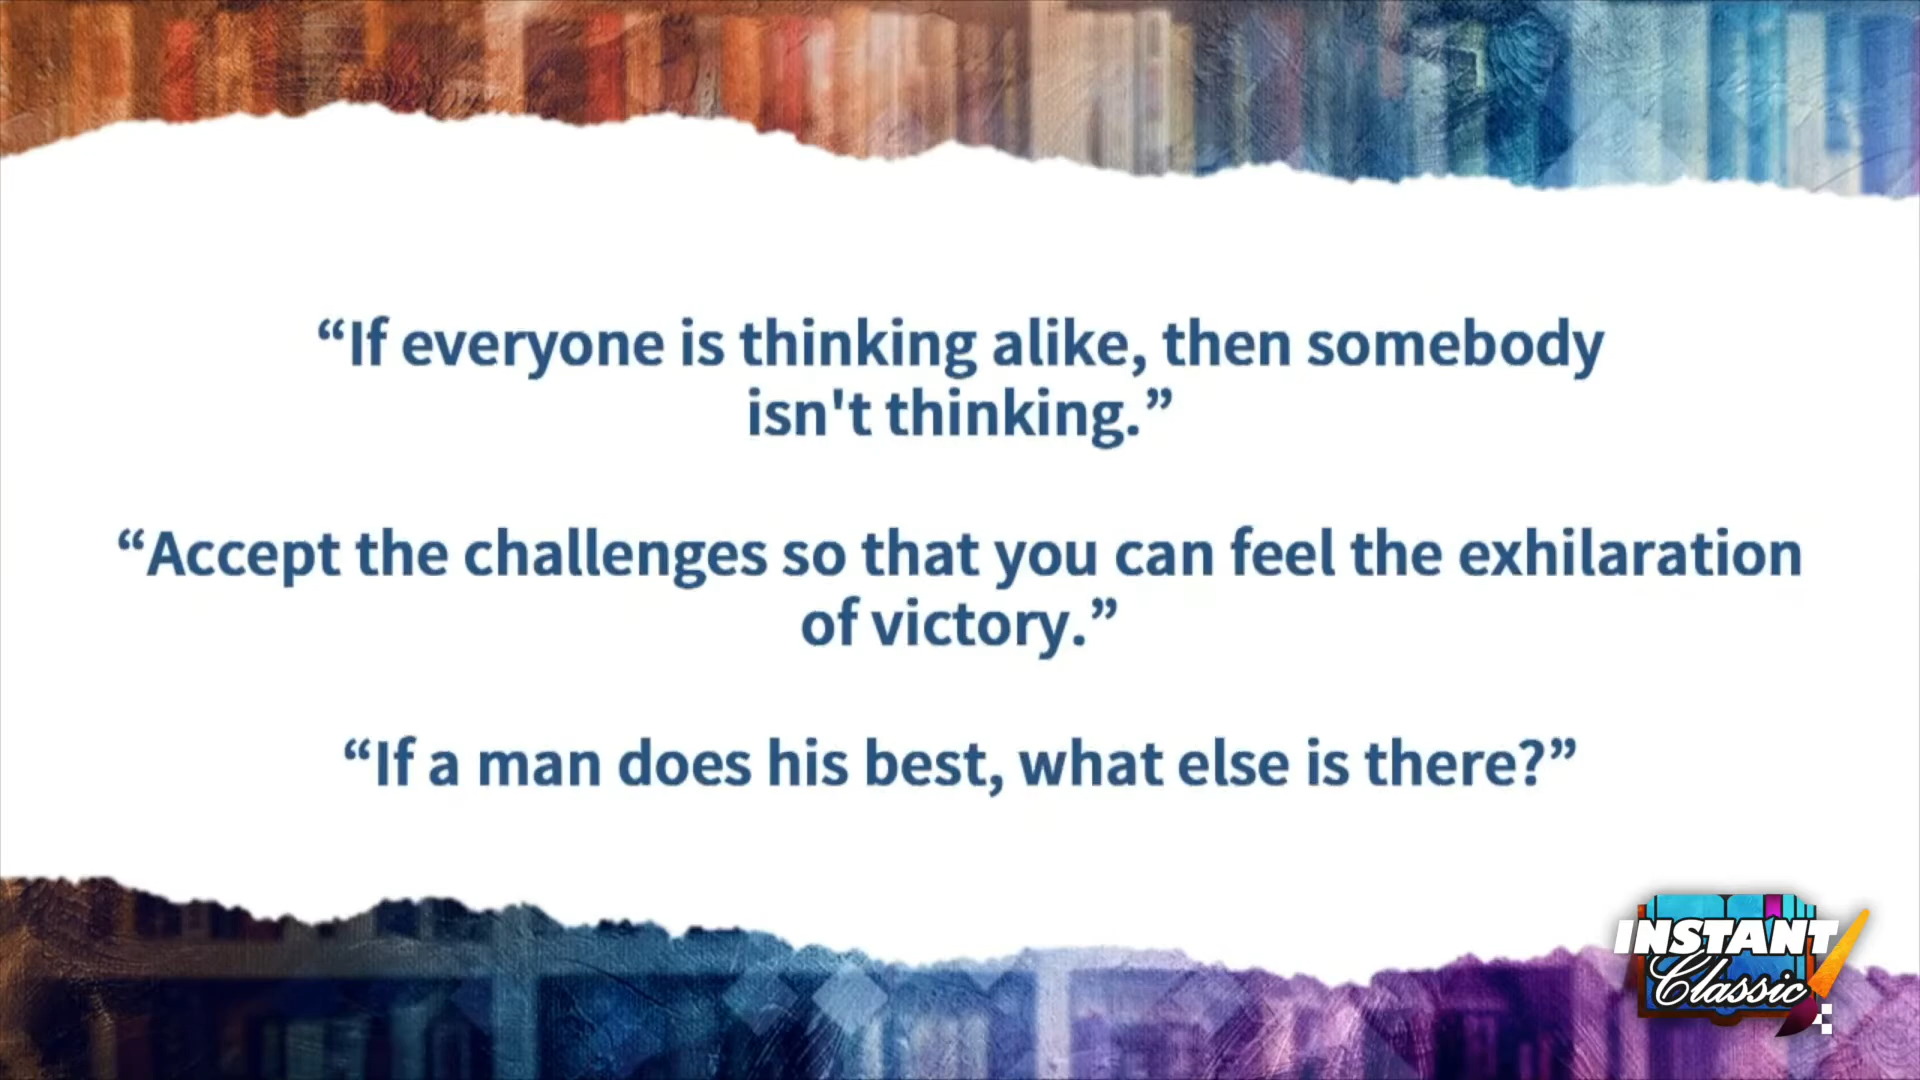 “If everyone is thinking alike, then somebody
isn't thinking.”
“Accept the challenges so that you can feel the exhilaration
of victory.”
“If a man does his best, what else is there?”
INSTANT
Classic